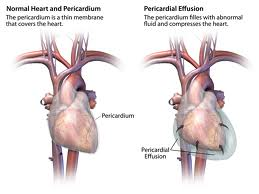 Normal Heart and Pericardium
The pericardium is a thin membrane
that covers the heart.
Pericardium
Pericardial Effusion
The pericardium fills with abnormal
fluid and compresses the heart.
Pericardial
Effusion